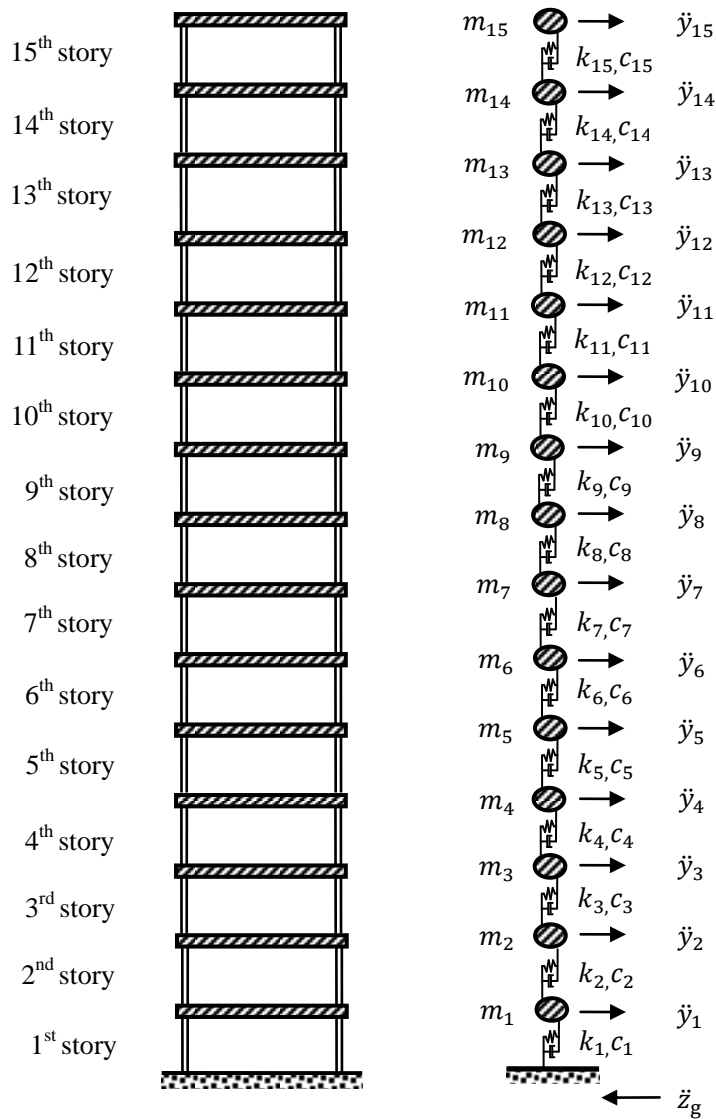 m₁₅ ÿ₁₅
15ᵗʰ story k₁₅,c₁₅
m₁₄ ÿ₁₄
14ᵗʰ story k₁₄,c₁₄
m₁₃ ÿ₁₃
13ᵗʰ story k₁₃,c₁₃
m₁₂ ÿ₁₂
12ᵗʰ story k₁₂,c₁₂
m₁₁ ÿ₁₁
11ᵗʰ story k₁₁,c₁₁
m₁₀ ÿ₁₀
10ᵗʰ story k₁₀,c₁₀
m₉ ÿ₉
9ᵗʰ story k₉,c₉
m₈ ÿ₈
8ᵗʰ story k₈,c₈
m₇ ÿ₇
7ᵗʰ story k₇,c₇
m₆ ÿ₆
6ᵗʰ story k₆,c₆
m₅ ÿ₅
5ᵗʰ story k₅,c₅
m₄ ÿ₄
4ᵗʰ story k₄,c₄
m₃ ÿ₃
3ʳᵈ story k₃,c₃
m₂ ÿ₂
2ⁿᵈ story k₂,c₂
m₁ ÿ₁
1ˢᵗ story k₁,c₁
z̈g